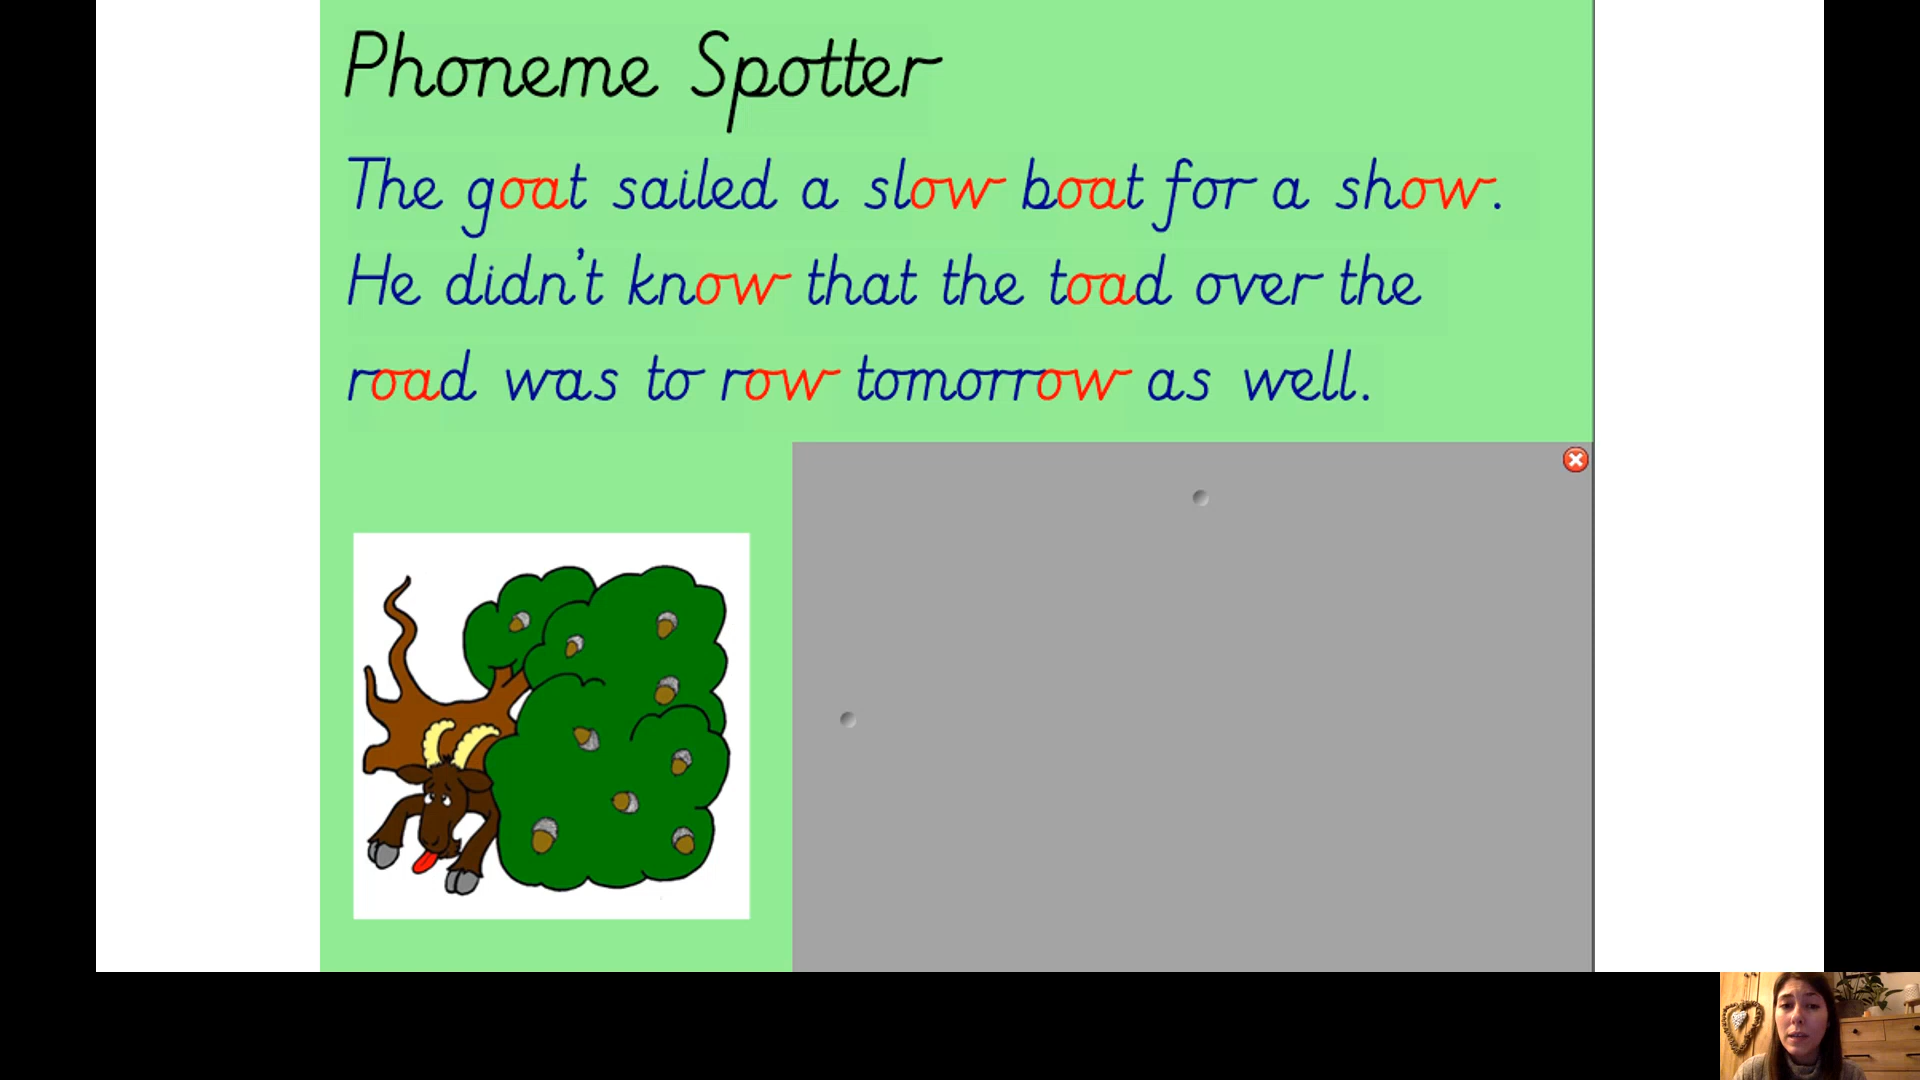 Phoneme Spotter
The goat sailed a slow boat for a show.
He didn't know that the toad over the
road was to row tomorrow as well.